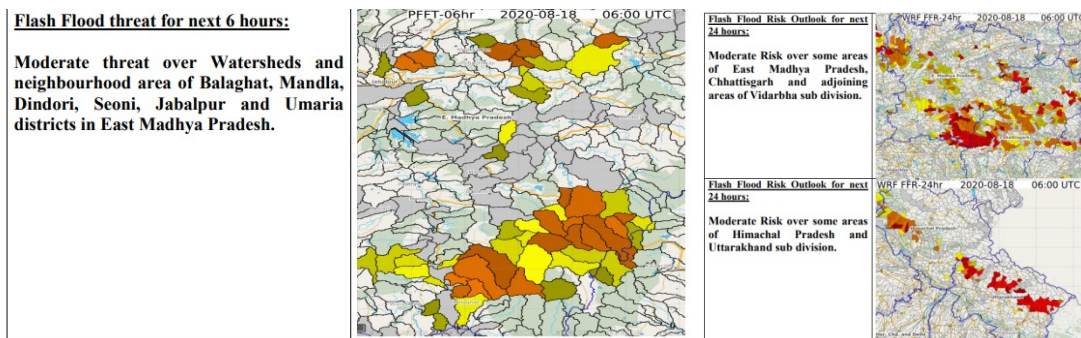 Flash Flood threat for next 6 hours:
Moderate threat over Watersheds and
neighbourhood area of Balaghat, Mandla,
Dindori, Seoni, Jabalpur and Umaria
districts in East Madhya Pradesh.
PFFT-06hr 2020-08-18 06:00 UTC
E. Madhya Pradesh
Flash Flood Risk Outlook for next
24 hours:
Moderate Risk over some areas
of East Madhya Pradesh,
Chhattisgarh and adjoining
areas of Vidarbha sub division.
WRF FFR-24hr 2020-08-18 06:00 UTC
Flash Flood Risk Outlook for next
24 hours:
Moderate Risk over some areas
of Himachal Pradesh and
Uttarakhand sub division.
WRF FFR-24hr 2020-08-18 06:00 UTC
Himachal Pradesh
Uttarakhand